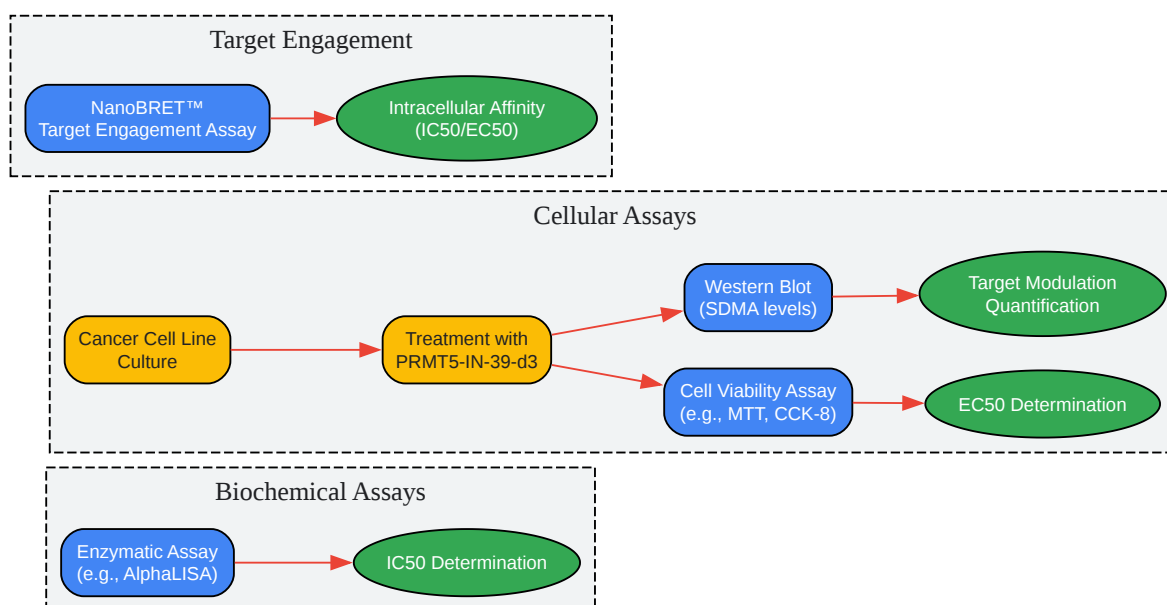 Target Engagement
NanoBRET™
Target Engagement Assay
Intracellular Affinity
(IC50/EC50)
Cellular Assays
Cancer Cell Line
Culture
Treatment with
PRMT5-IN-39-d3
Western Blot
(SDMA levels)
Target Modulation
Quantification
Cell Viability Assay
(e.g., MTT, CCK-8)
EC50 Determination
Biochemical Assays
Enzymatic Assay
(e.g., AlphaLISA)
IC50 Determination